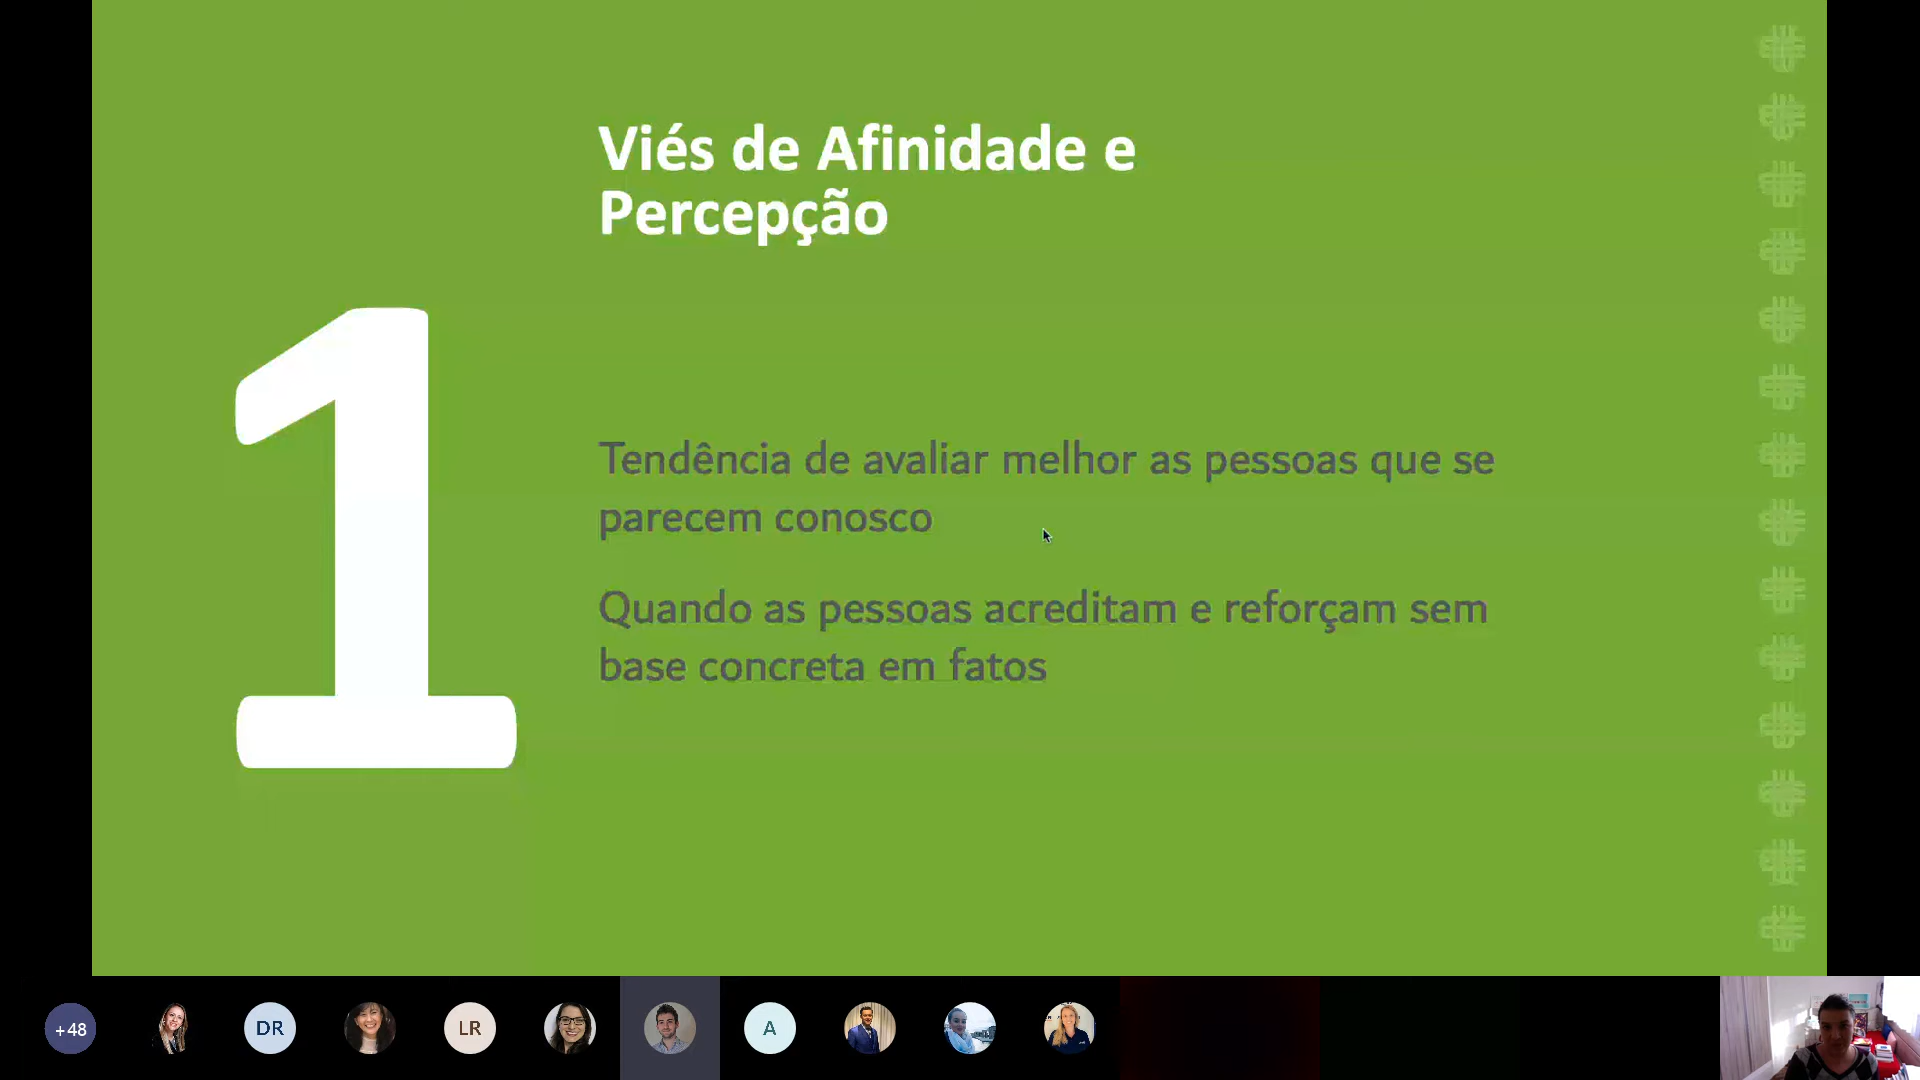 Viés de Afinidade e
Percepção
1
Tendência de avaliar melhor as pessoas que se
parecem conosco
Quando as pessoas acreditam e reforçam sem
base concreta em fatos
+48
DR
LR
A